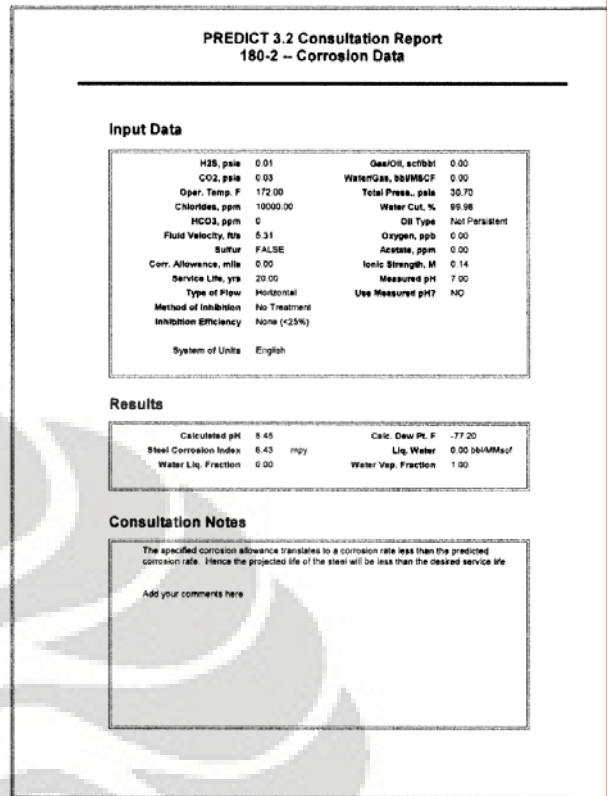 PREDICT 3.2 Consultation Report
180-2 -- Corrosion Data
Input Data
H2S, psia 0.01 Gas/Oil, scf/bbl 0.00
CO2, psia 0.03 Water/Gas, bbl/MSCF 0.00
Oper. Temp. F 172.00 Total Press., psia 30.70
Chlorides, ppm 10000.00 Water Cut, % 99.98
HCO3, ppm 0 Oil Type Not Persistent
Fluid Velocity, ft/s 5.31 Oxygen, ppb 0.00
Sulfur FALSE Acetate, ppm 0.00
Corr. Allowance, mils 0.00 Ionic Strength, M 0.14
Service Life, yrs 20.00 Measured pH 7.00
Type of Flow Horizontal Use Measured pH? NO
Method of Inhibition No Treatment
Inhibition Efficiency None (<25%)
System of Units English
Results
Calculated pH 5.45 Calc. Dew Pt. F -77.20
Steel Corrosion Index 6.43 mpy Liq. Water 0.00 bbl/MMscf
Water Liq. Fraction 0.00 Water Vap. Fraction 1.00
Consultation Notes
The specified corrosion allowance translates to a corrosion rate less than the predicted
corrosion rate. Hence the projected life of the steel will be less than the desired service life
Add your comments here